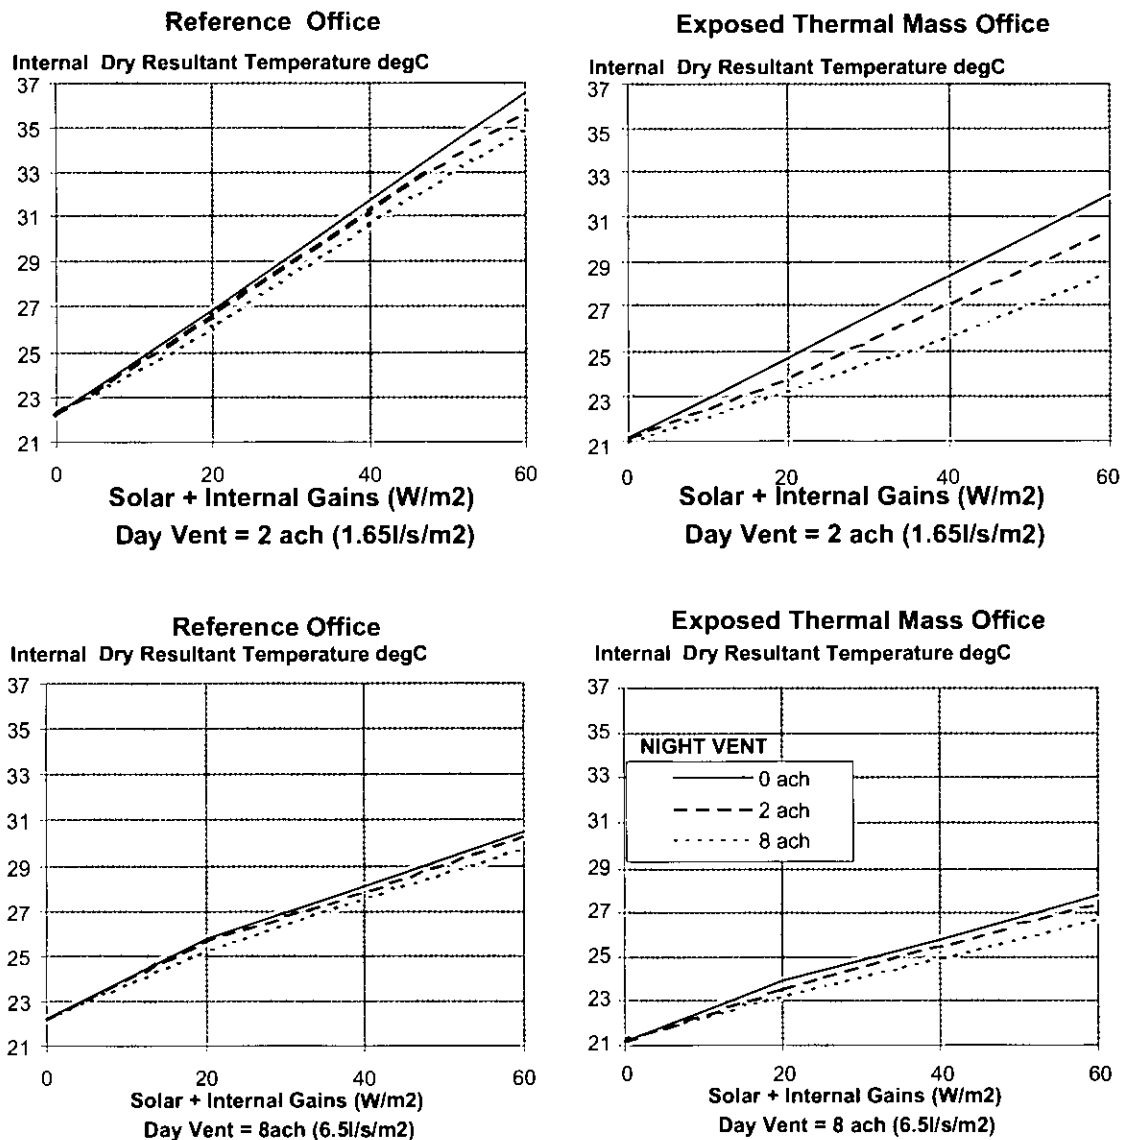 Reference Office
Internal Dry Resultant Temperature degC
37
35
33
31
29
27
25
23
21
0 20 40 60
Solar + Internal Gains (W/m2)
Day Vent = 2 ach (1.65l/s/m2)
Exposed Thermal Mass Office
Internal Dry Resultant Temperature degC
37
35
33
31
29
27
25
23
21
0 20 40 60
Solar + Internal Gains (W/m2)
Day Vent = 2 ach (1.65l/s/m2)
Reference Office
Internal Dry Resultant Temperature degC
37
35
33
31
29
27
25
23
21
0 20 40 60
Solar + Internal Gains (W/m2)
Day Vent = 8ach (6.5l/s/m2)
Exposed Thermal Mass Office
Internal Dry Resultant Temperature degC
37
35
33
31
29
27
25
23
21
NIGHT VENT
0 ach
2 ach
8 ach
0 20 40 60
Solar + Internal Gains (W/m2)
Day Vent = 8 ach (6.5l/s/m2)